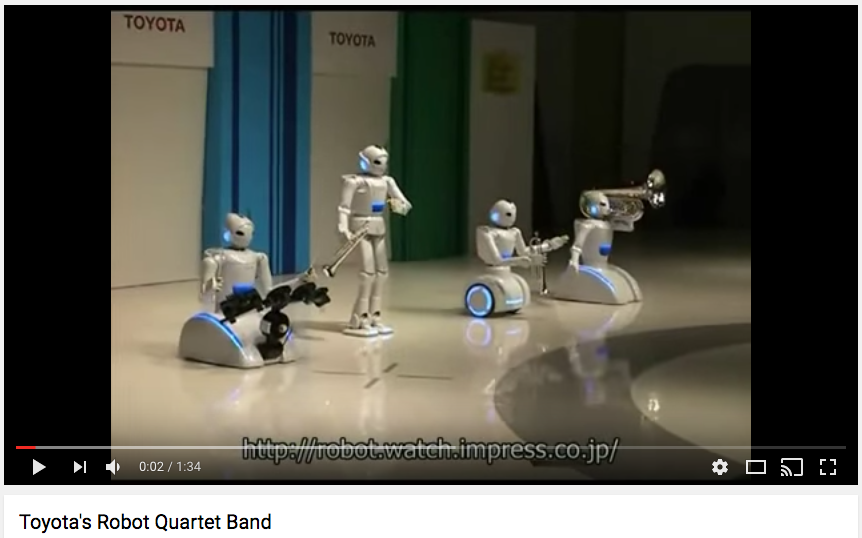 TOYOTA
TOYOTA
http://robot.watch.impress.co.jp/
0:02 / 1:34
Toyota's Robot Quartet Band